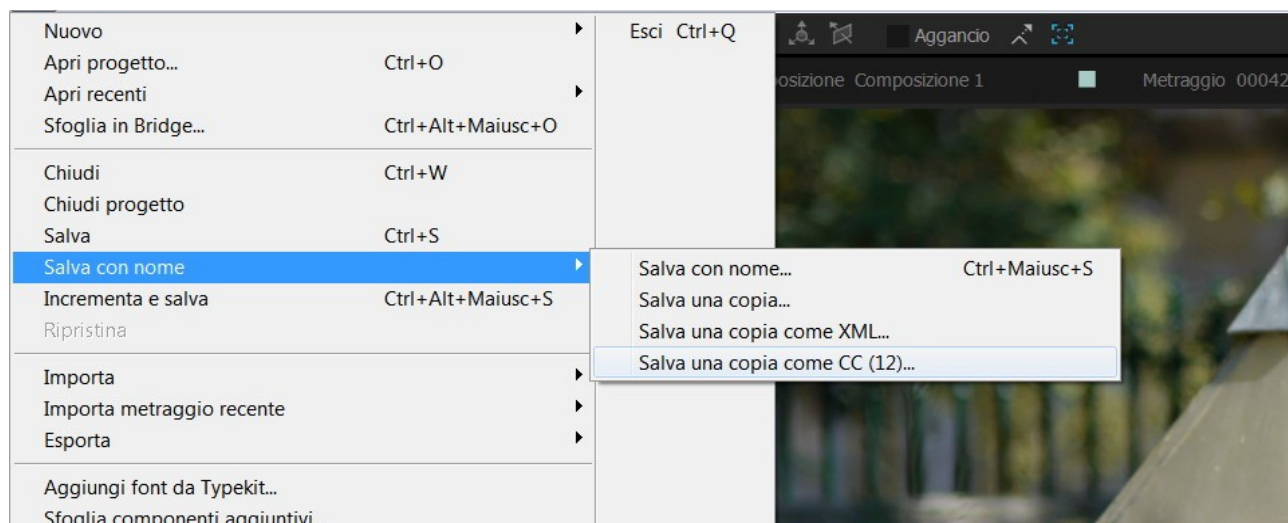 Nuovo
Apri progetto... Ctrl+O
Apri recenti
Sfoglia in Bridge... Ctrl+Alt+Maiusc+O
Chiudi Ctrl+W
Chiudi progetto
Salva Ctrl+S
Salva con nome
Incrementa e salva Ctrl+Alt+Maiusc+S
Ripristina
Importa
Importa metraggio recente
Esporta
Aggiungi font da Typekit...
Sfoglia componenti aggiuntivi
Esci Ctrl+Q
Salva con nome... Ctrl+Maiusc+S
Salva una copia...
Salva una copia come XML...
Salva una copia come CC (12)...
Aggancio
osizione Composizione 1 Metraggio 00042